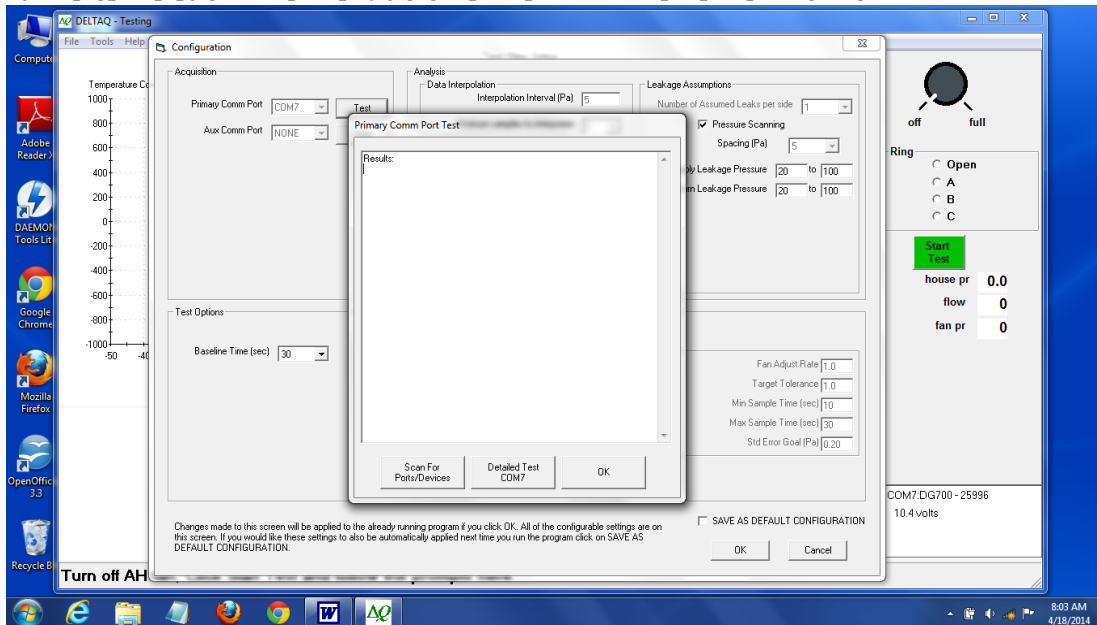 DELTAQ - Testing
File Tools Help
Configuration
Computer
Adobe
Reader X
DAEMON
Tools Lit
Google
Chrome
Mozilla
Firefox
OpenOffic
3.3
Recycle B
Temperature Co
1000
800
600
400
200
0
-200
-400
-600
-800
-1000
-50 -40
Acquisition
Primary Comm Port COM7 Test
Aux Comm Port NONE
Analysis
Data Interpolation
Interpolation Interval (Pa) 5
Leakage Assumptions
Number of Assumed Leaks per side 1
Pressure Scanning
Spacing (Pa) 5
ply Leakage Pressure 20 to 100
rn Leakage Pressure 20 to 100
Primary Comm Port Test
Results:
Scan For
Ports/Devices
Detailed Test
COM7
OK
Test Options
Baseline Time (sec) 30
Fan Adjust Rate 1.0
Target Tolerance 1.0
Min Sample Time (sec) 10
Max Sample Time (sec) 30
Std Error Goal (Pa) 0.20
Changes made to this screen will be applied to the already running program if you click OK. All of the configurable settings are on
this screen. If you would like these settings to also be automatically applied next time you run the program click on SAVE AS
DEFAULT CONFIGURATION.
SAVE AS DEFAULT CONFIGURATION
OK Cancel
off full
Ring
Open
A
B
C
Start
Test
house pr 0.0
flow 0
fan pr 0
COM7:DG700 - 25996
10.4 volts
Turn off AH
W
ΔQ
8:03 AM
4/18/2014